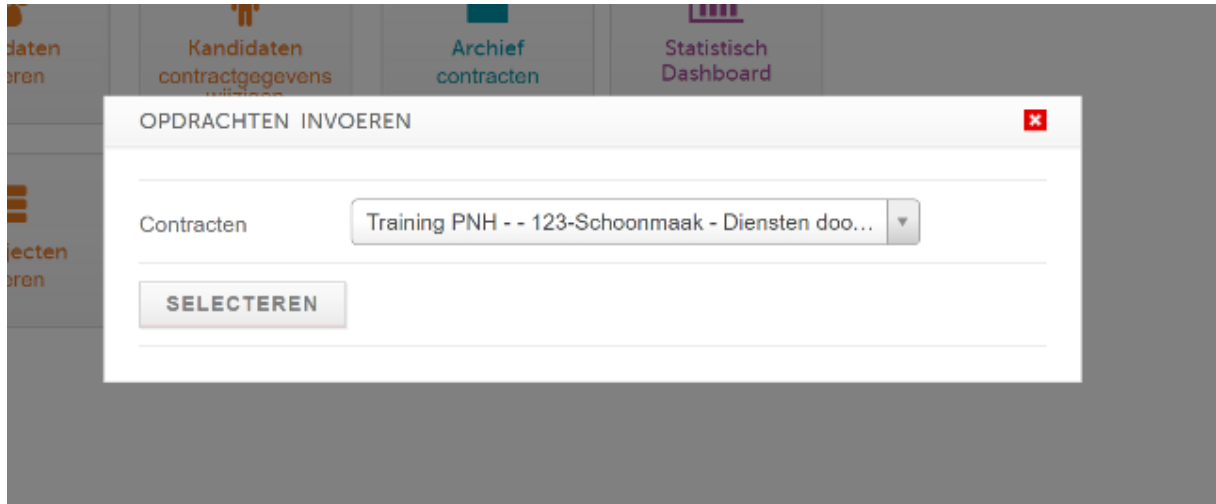 daten
Kandidaten
Archief
Statistisch
eren
contractgegevens
contracten
Dashboard
wijzigen
OPDRACHTEN INVOEREN
Contracten
Training PNH - - 123-Schoonmaak - Diensten doo...
jecten
eren
SELECTEREN